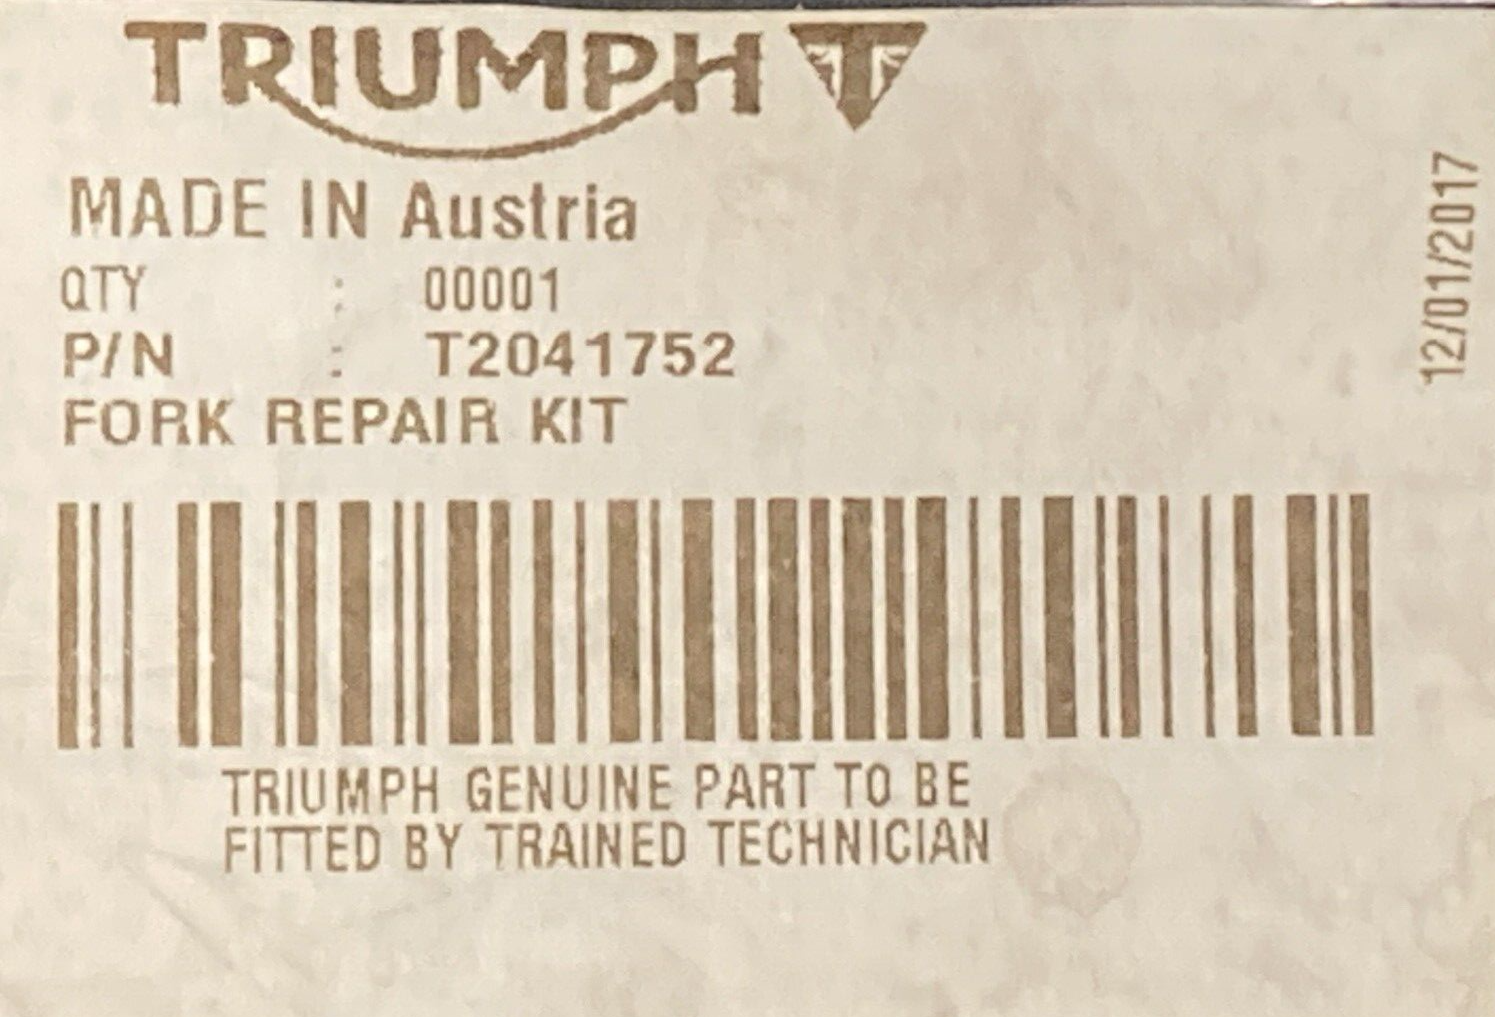 TRIUMPH T
MADE IN Austria
QTY : 00001
P/N : T2041752
FORK REPAIR KIT
TRIUMPH GENUINE PART TO BE
FITTED BY TRAINED TECHNICIAN
12/01/2017